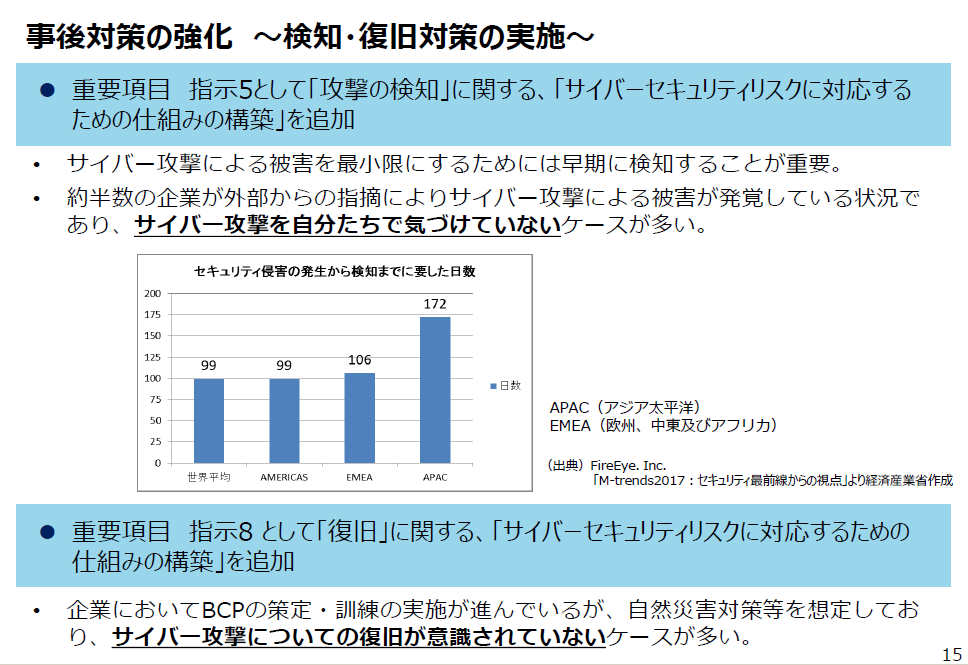 事後対策の強化　～検知・復旧対策の実施～
● 重要項目　指示5として「攻撃の検知」に関する、「サイバーセキュリティリスクに対応する
ための仕組みの構築」を追加
• サイバー攻撃による被害を最小限にするためには早期に検知することが重要。
• 約半数の企業が外部からの指摘によりサイバー攻撃による被害が発覚している状況で
あり、サイバー攻撃を自分たちで気づけていないケースが多い。
セキュリティ侵害の発生から検知までに要した日数
200
175
150
125
100
75
50
25
0
99
99
106
172
世界平均
AMERICAS
EMEA
APAC
■日数
APAC（アジア太平洋）
EMEA（欧州、中東及びアフリカ）
（出典）FireEye. Inc.
「M-trends2017：セキュリティ最前線からの視点」より経済産業省作成
● 重要項目　指示8 として「復旧」に関する、「サイバーセキュリティリスクに対応するための
仕組みの構築」を追加
• 企業においてBCPの策定・訓練の実施が進んでいるが、自然災害対策等を想定してお
り、サイバー攻撃についての復旧が意識されていないケースが多い。
15